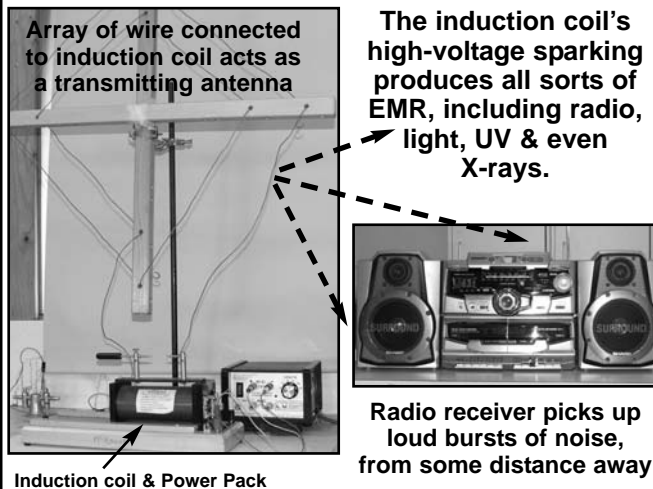 Array of wire connected
to induction coil acts as
a transmitting antenna
The induction coil's
high-voltage sparking
produces all sorts of
EMR, including radio,
light, UV & even
X-rays.
SURROUND
SURROUND
Radio receiver picks up
loud bursts of noise,
from some distance away
Induction coil & Power Pack